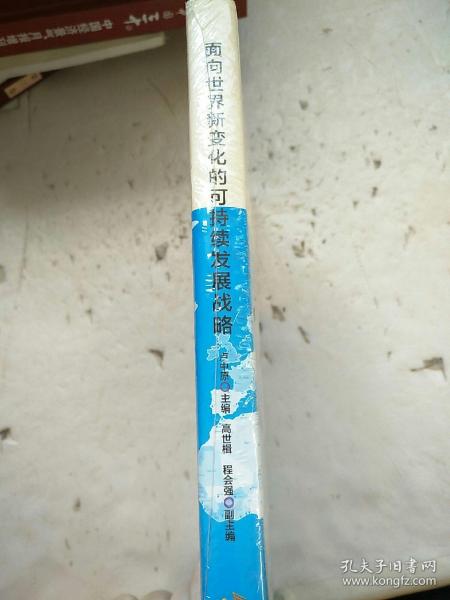 面向世界新变化的可持续发展战略
卢中原 主编 高世楫 程会强 副主编
孔夫子旧书网
www.kongfz.com